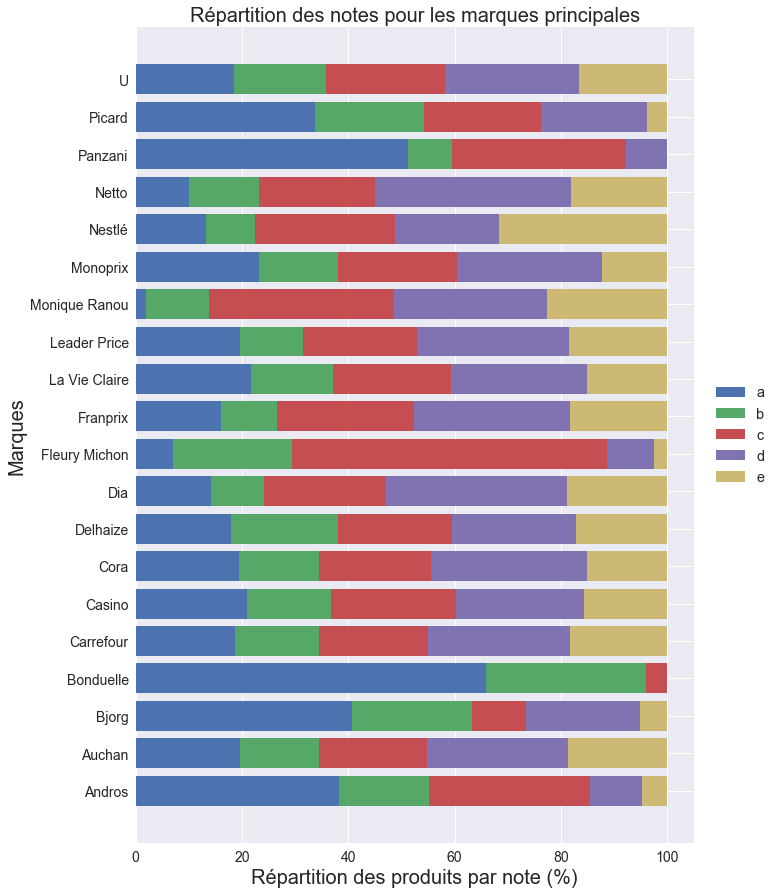 Répartition des notes pour les marques principales
Marques
U
Picard
Panzani
Netto
Nestlé
Monoprix
Monique Ranou
Leader Price
La Vie Claire
Franprix
Fleury Michon
Dia
Delhaize
Cora
Casino
Carrefour
Bonduelle
Bjorg
Auchan
Andros
0 20 40 60 80 100
Répartition des produits par note (%)
a
b
c
d
e